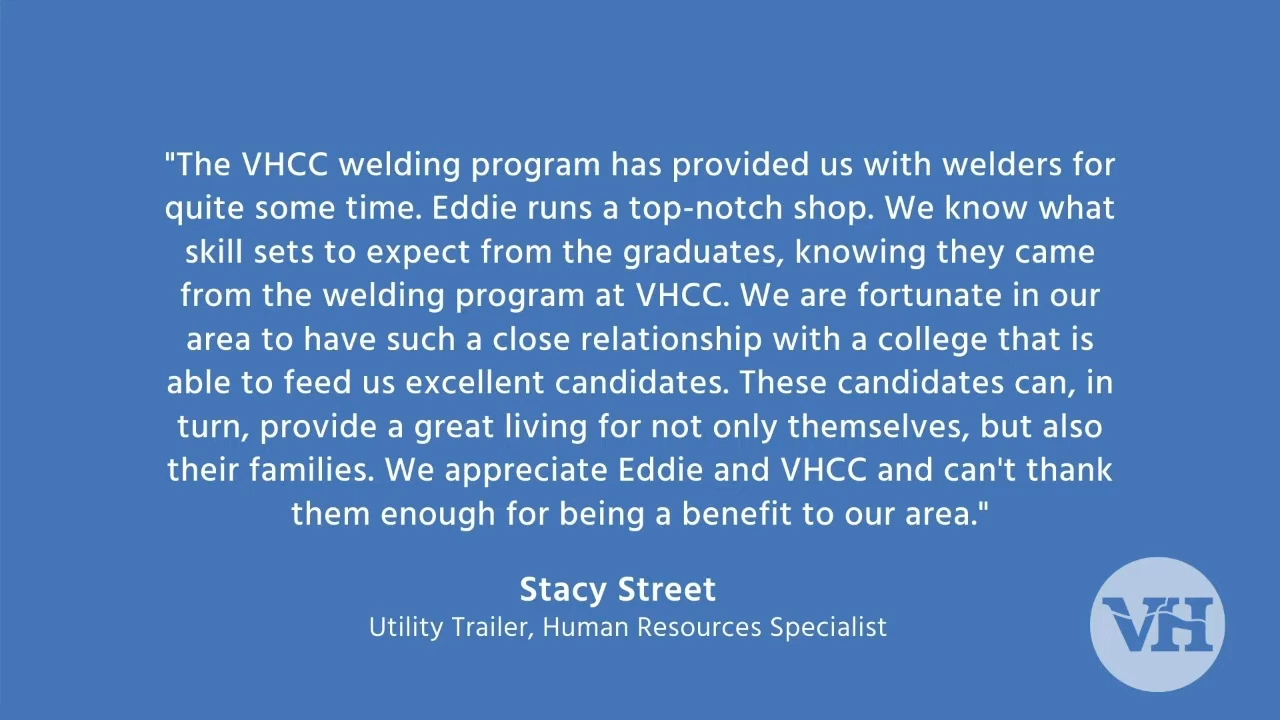 "The VHCC welding program has provided us with welders for
quite some time. Eddie runs a top-notch shop. We know what
skill sets to expect from the graduates, knowing they came
from the welding program at VHCC. We are fortunate in our
area to have such a close relationship with a college that is
able to feed us excellent candidates. These candidates can, in
turn, provide a great living for not only themselves, but also
their families. We appreciate Eddie and VHCC and can't thank
them enough for being a benefit to our area."
Stacy Street
Utility Trailer, Human Resources Specialist
VH